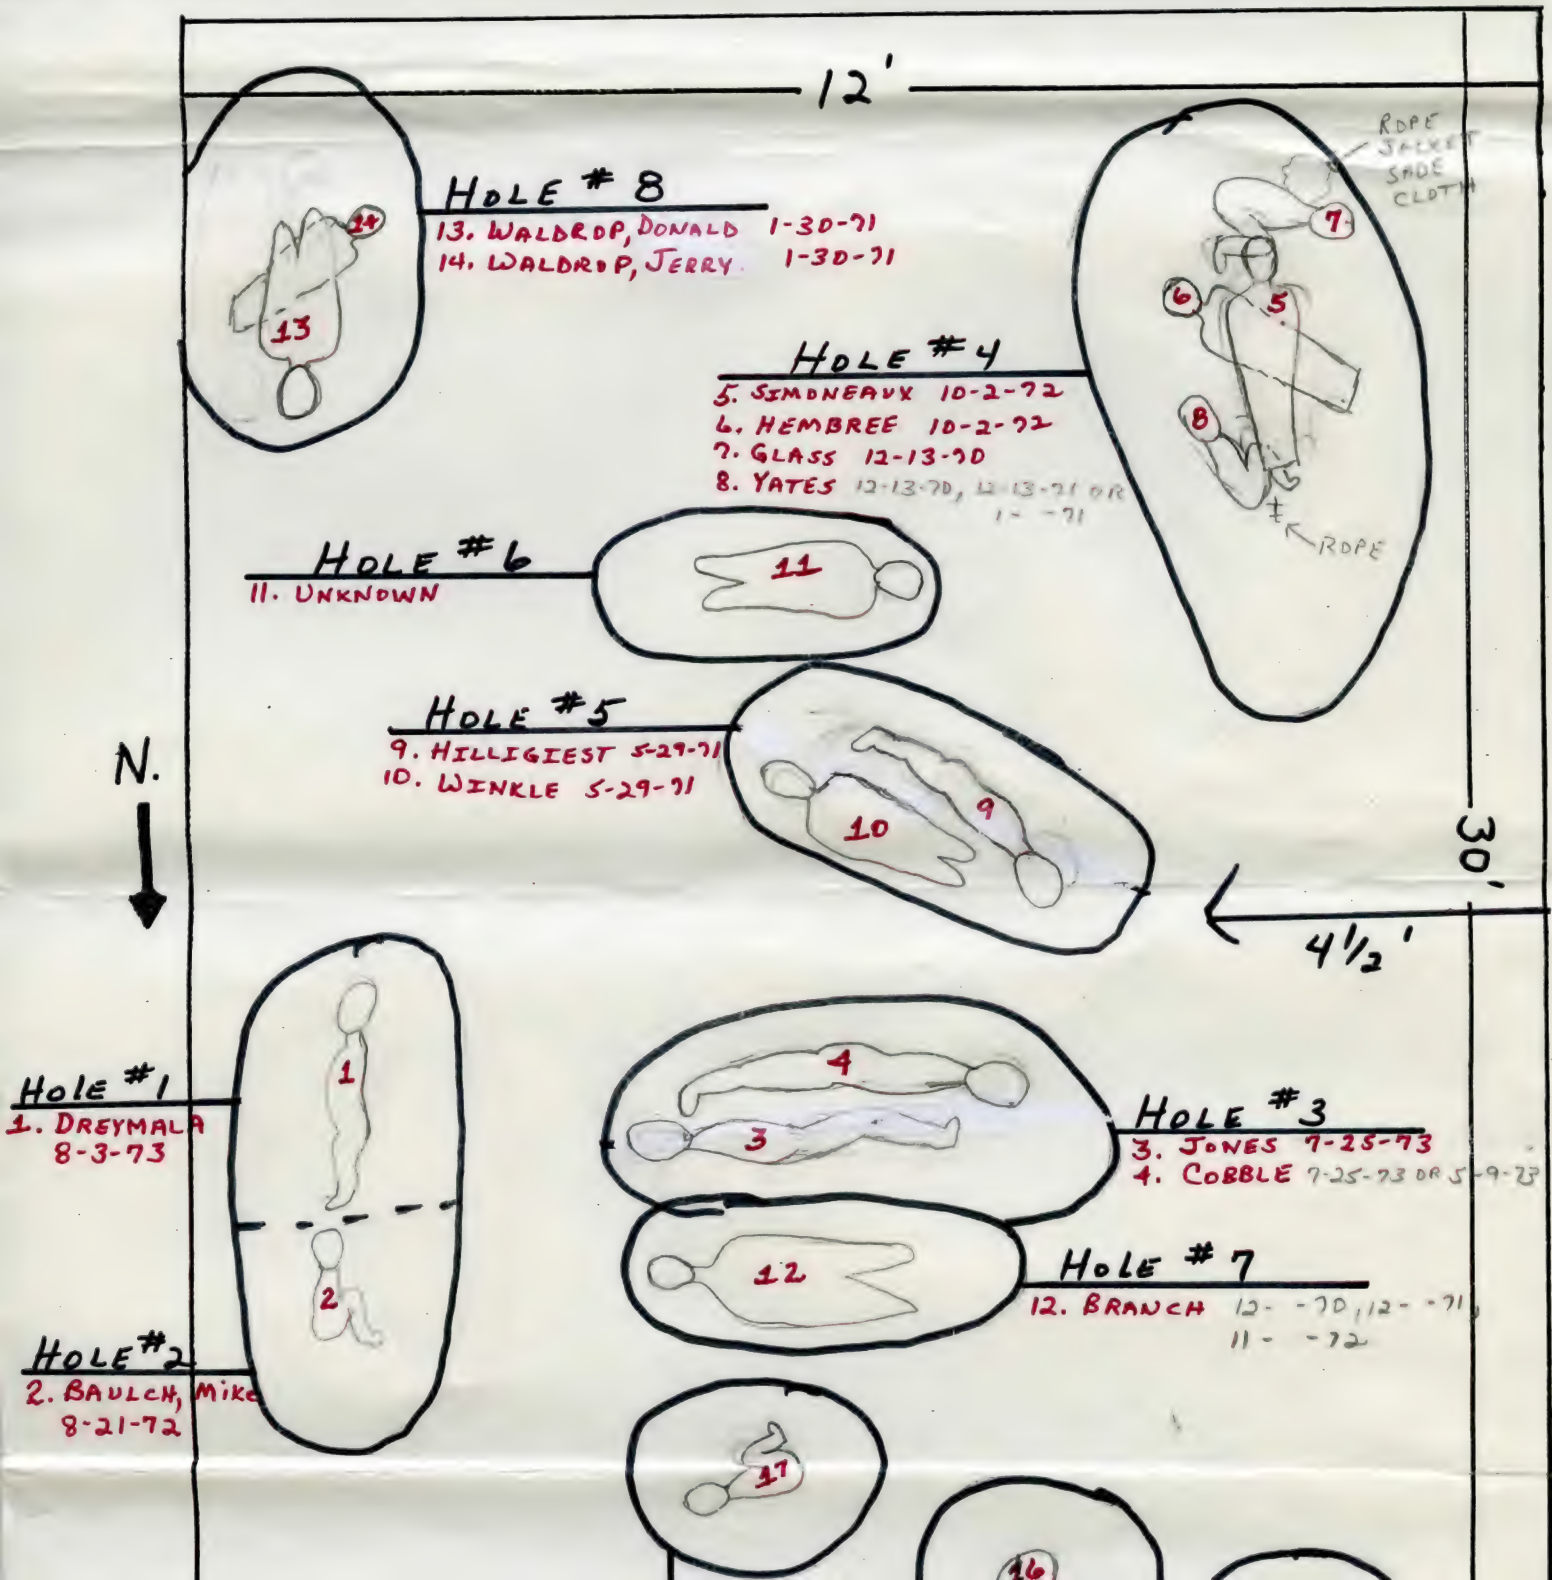 12'
ROPE
JACKET
SADE
CLOTH
HOLE # 8
13. WALDROP, DONALD 1-30-71
14. WALDROP, JERRY. 1-30-71
14
13
7
6
5
8
HOLE # 4
5. SIMONEAUX 10-2-72
6. HEMBREE 10-2-72
7. GLASS 12-13-70
8. YATES 12-13-70, 12-13-71 OR
1- -71
ROPE
HOLE # 6
11. UNKNOWN
11
HOLE # 5
9. HILLIGIEST 5-29-71
10. WINKLE 5-29-71
9
10
N.
30'
4 1/2'
HOLE #1
1. DREYMALA
8-3-73
1
4
3
HOLE # 3
3. JONES 7-25-73
4. COBBLE 7-25-73 OR 5-9-73
2
12
HOLE # 7
12. BRANCH 12- -70, 12- -71,
11- -72
HOLE #2
2. BAULCH, MiKe
8-21-72
17
16